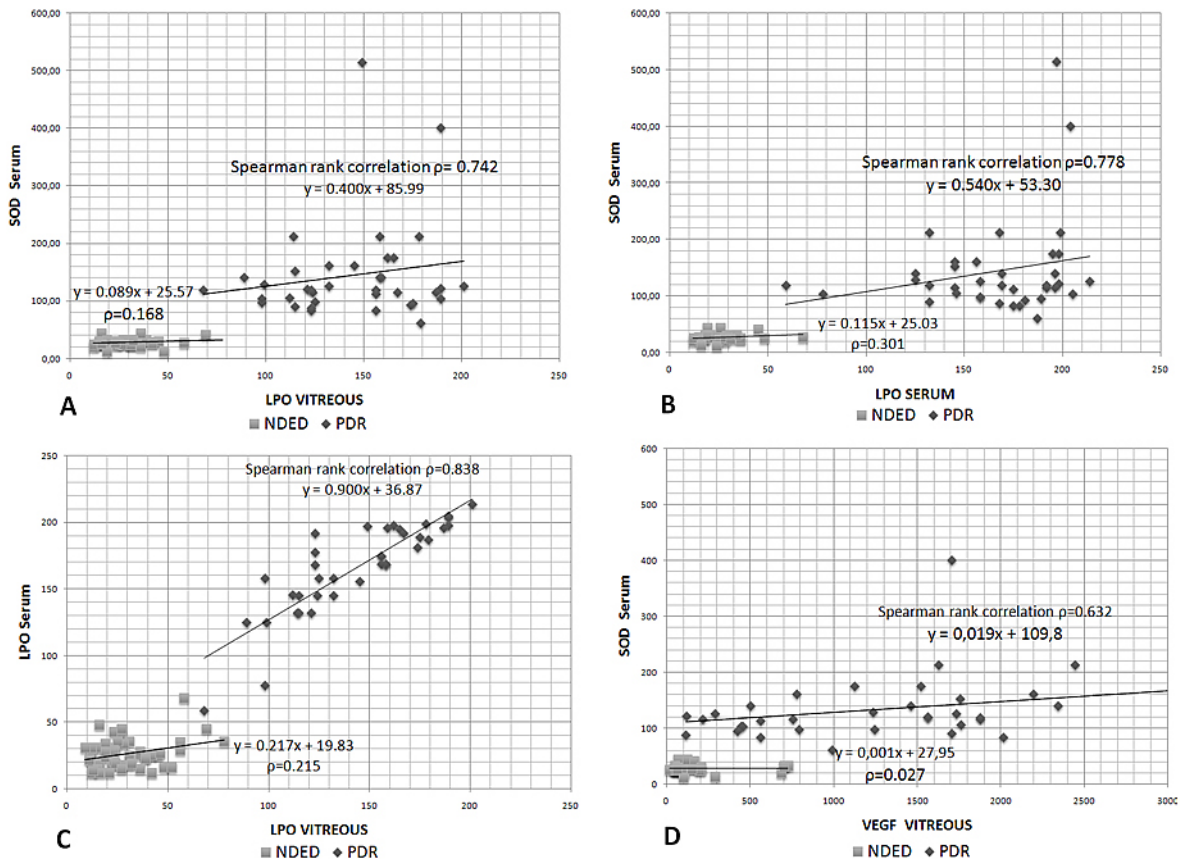 600,00
500,00
400,00
300,00
200,00
100,00
0,00
SOD Serum
Spearman rank correlation ρ= 0.742
y = 0.400x + 85.99
y = 0.089x + 25.57
ρ=0.168
0 50 100 150 200 250
LPO VITREOUS
A
NDED PDR
600,00
500,00
400,00
300,00
200,00
100,00
0,00
SOD Serum
Spearman rank correlation ρ=0.778
y = 0.540x + 53.30
y = 0.115x + 25.03
ρ=0.301
0 50 100 150 200 250
LPO SERUM
B
NDED PDR
250
200
150
100
50
0
LPO Serum
Spearman rank correlation ρ=0.838
y = 0.900x + 36.87
y = 0.217x + 19.83
ρ=0.215
0 50 100 150 200 250
LPO VITREOUS
C
NDED PDR
600
500
400
300
200
100
0
SOD Serum
Spearman rank correlation ρ=0.632
y = 0,019x + 109,8
y = 0,001x + 27,95
ρ=0.027
0 500 1000 1500 2000 2500 3000
VEGF VITREOUS
D
NDED PDR